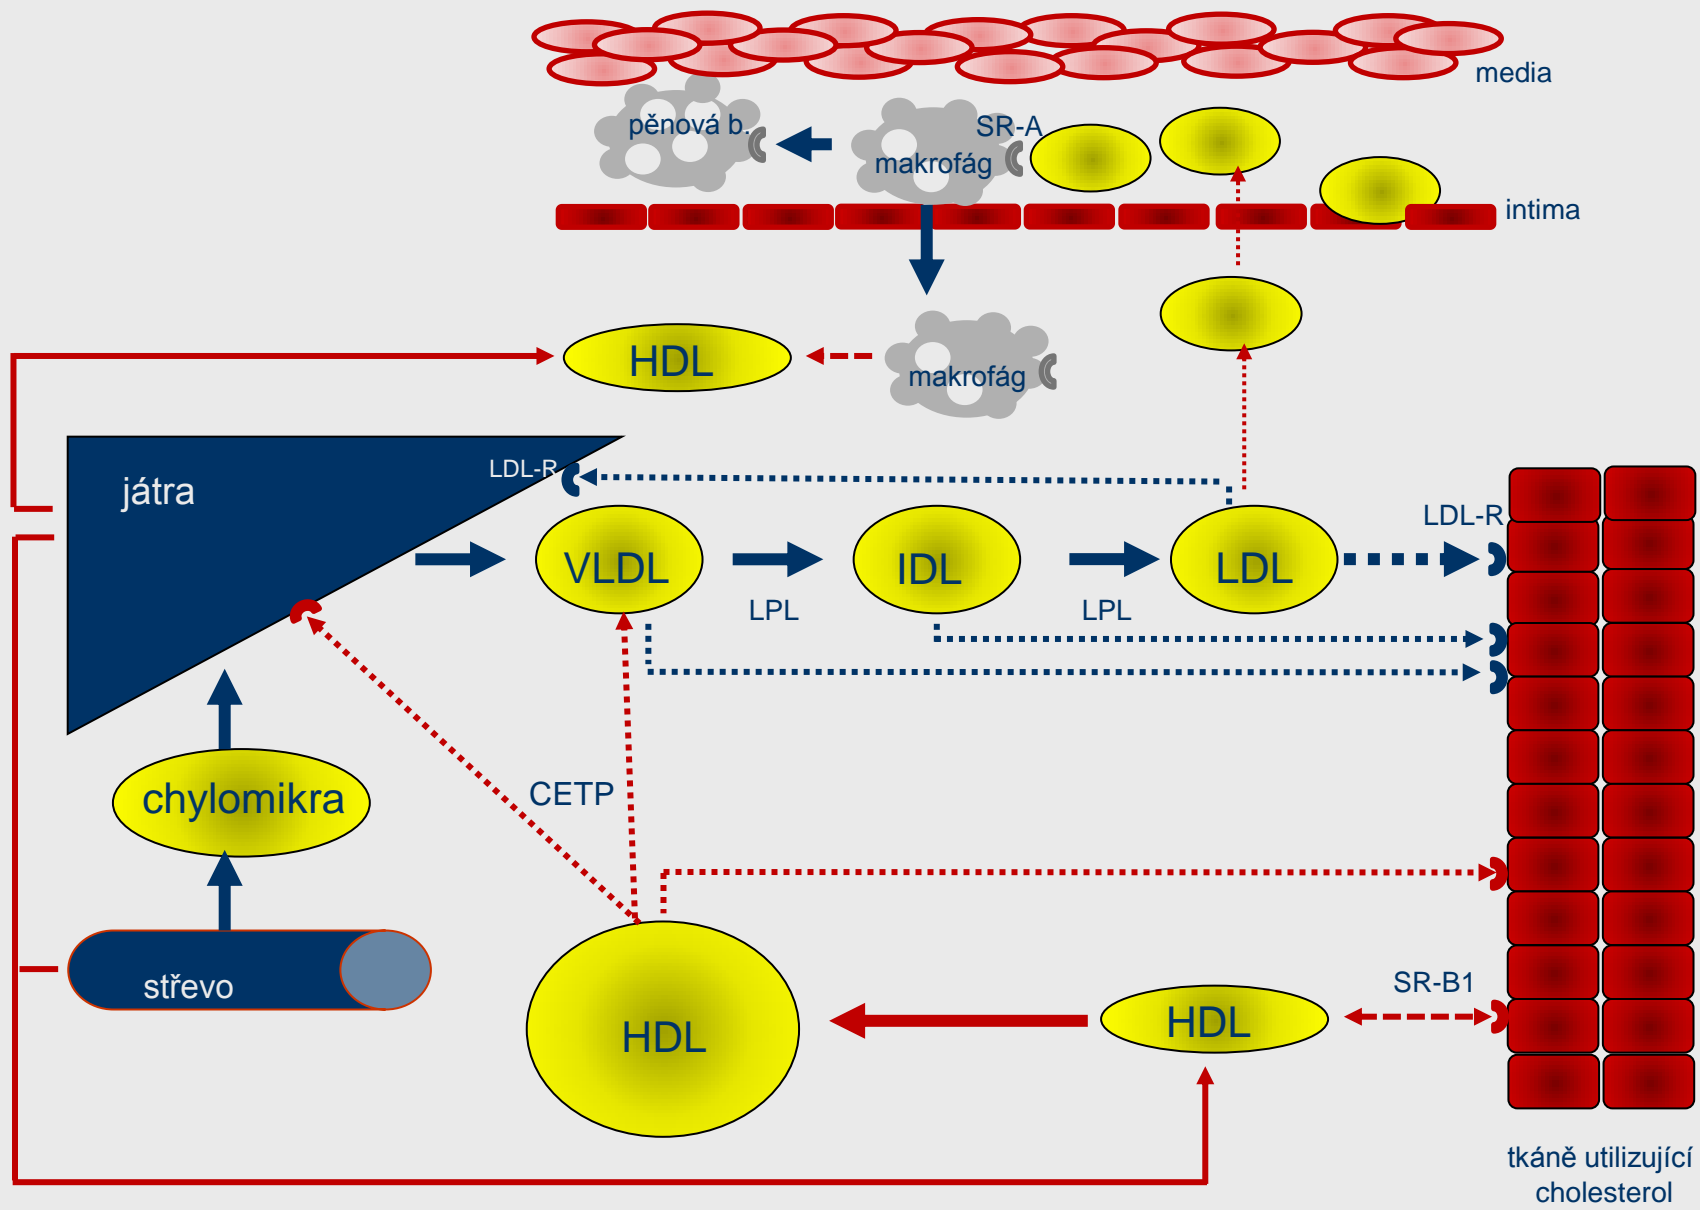 media
pěnová b.
SR-A
makrofág
intima
HDL
makrofág
játra
LDL-R
LDL-R
VLDL
IDL
LDL
LPL
LPL
chylomikra
CETP
střevo
HDL
HDL
SR-B1
tkáně utilizující
cholesterol